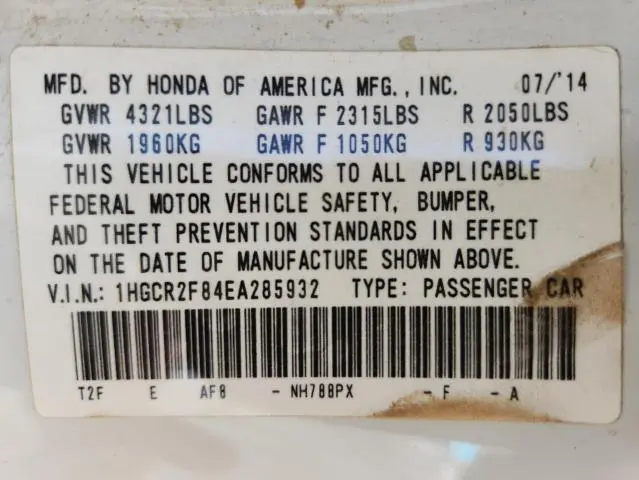 MFD. BY HONDA OF AMERICA MFG., INC. 07/'14
GVWR 4321LBS GAWR F 2315LBS R 2050LBS
GVWR 1960KG GAWR F 1050KG R 930KG
THIS VEHICLE CONFORMS TO ALL APPLICABLE
FEDERAL MOTOR VEHICLE SAFETY, BUMPER,
AND THEFT PREVENTION STANDARDS IN EFFECT
ON THE DATE OF MANUFACTURE SHOWN ABOVE.
V.I.N.: 1HGCR2F84EA285932 TYPE: PASSENGER CAR
T2F E AF8 - NH788PX - F - A